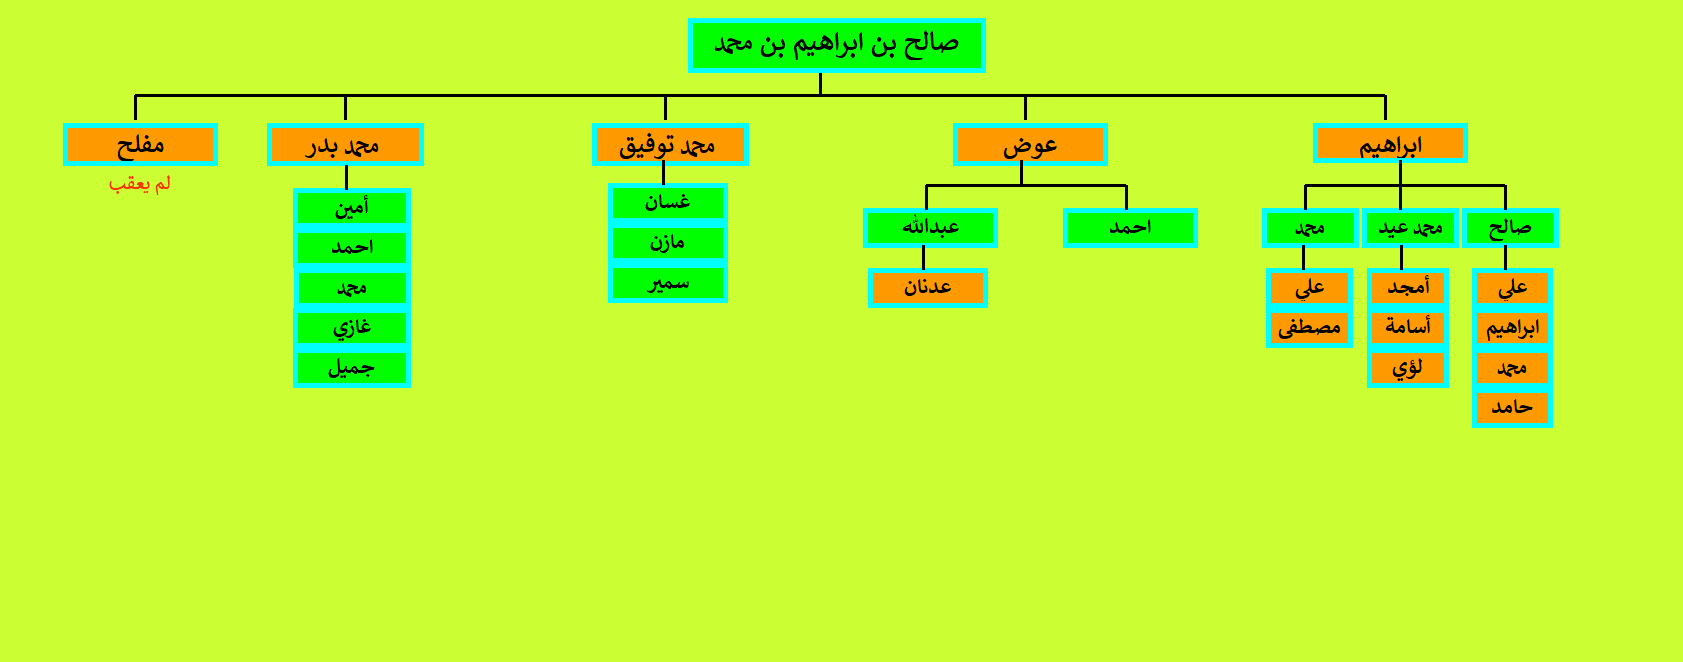 صالح بن ابراهيم بن محمد
ابراهيم
عوض
محمد توفيق
محمد بدر
مفلح
لم يعقب
صالح
محمد عيد
محمد
احمد
عبدالله
غسان
مازن
سمير
أمين
احمد
محمد
غازي
جميل
علي
ابراهيم
محمد
حامد
أمجد
أسامة
لؤي
علي
مصطفى
عدنان